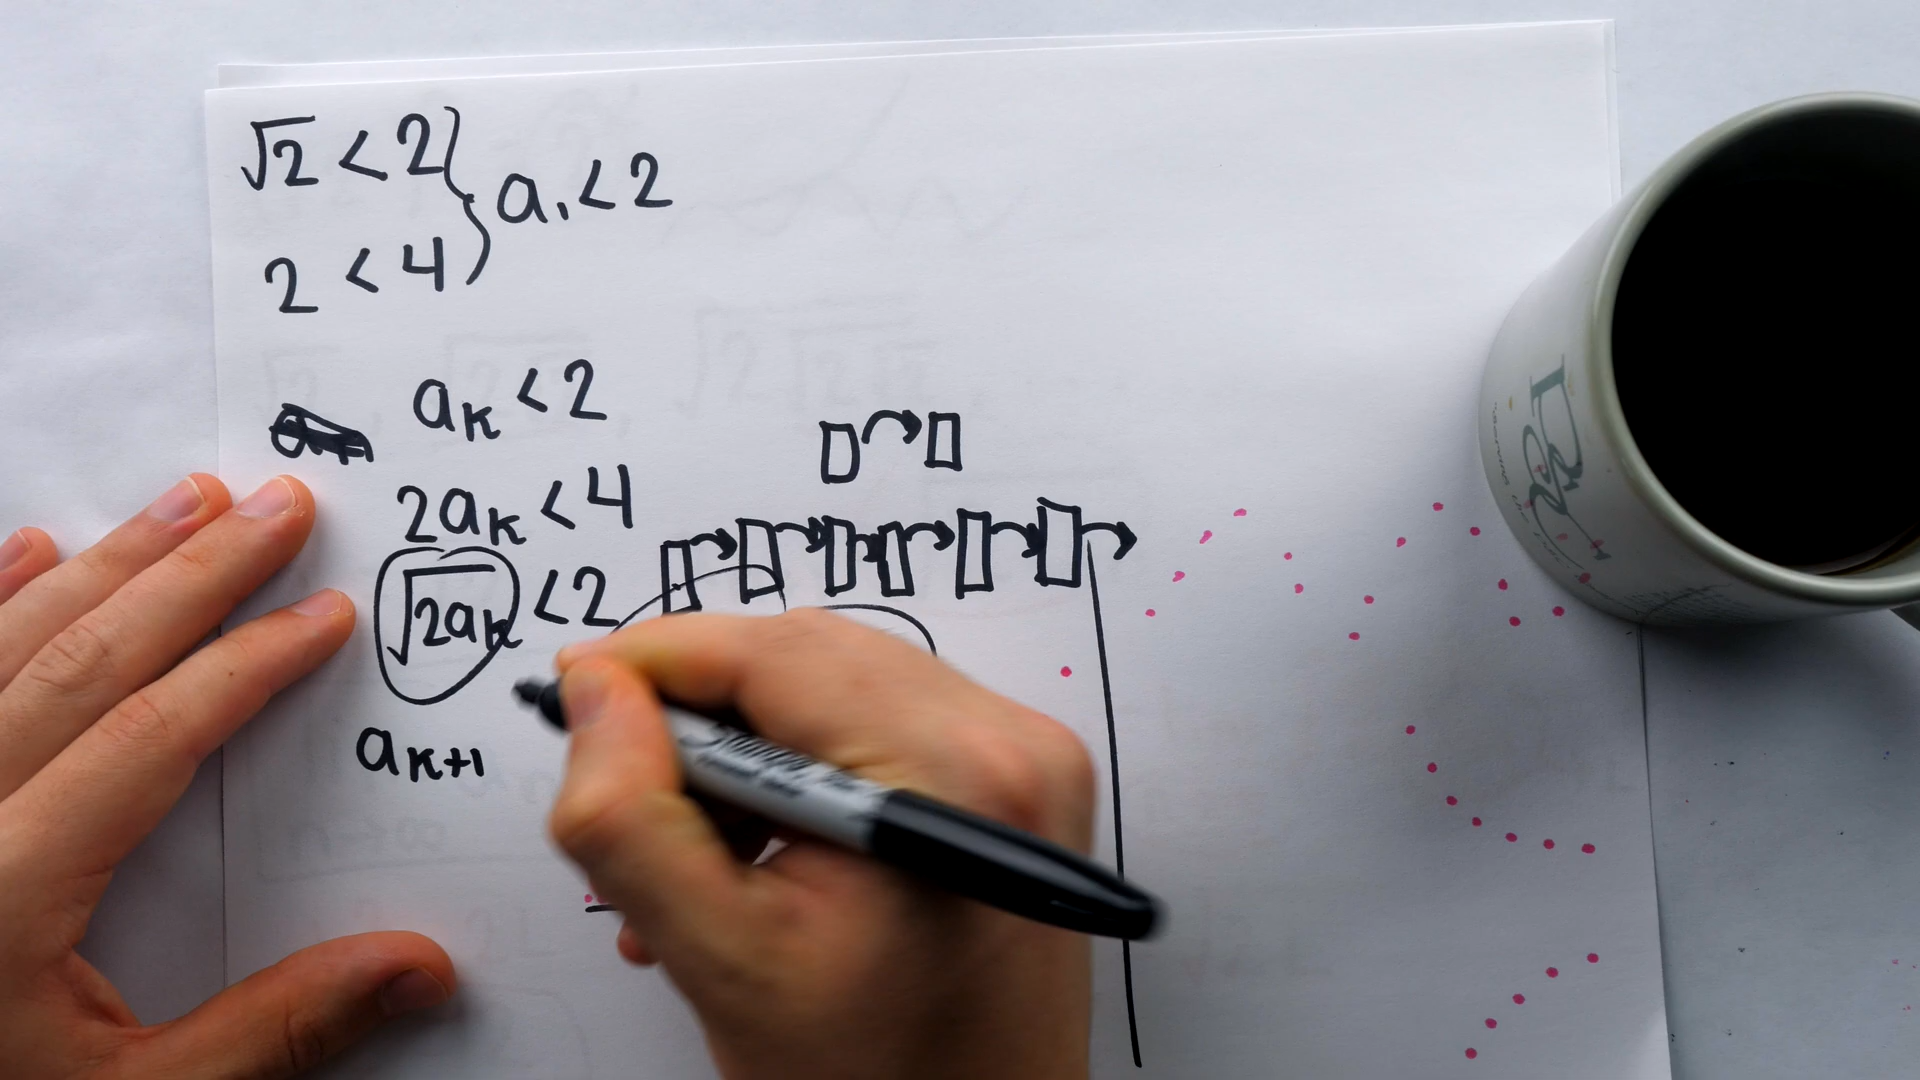 √2 < 2
a₁ < 2
2 < 4
aₖ < 2
2aₖ < 4
√2aₖ < 2
aₖ₊₁